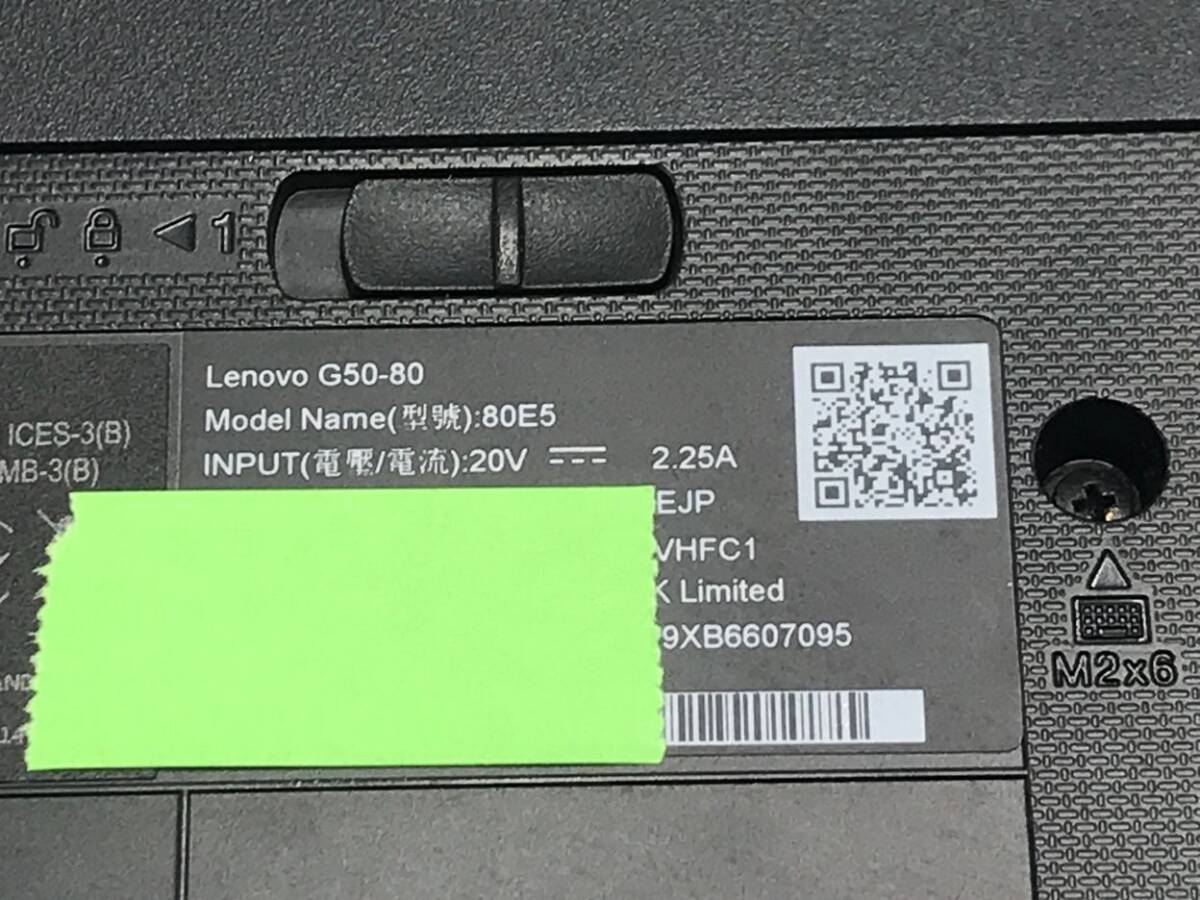 1
Lenovo G50-80
Model Name(型號):80E5
INPUT(電壓/電流):20V ⎓ 2.25A
EJP
VHFC1
K Limited
9XB6607095
ICES-3(B)
MB-3(B)
M2x6